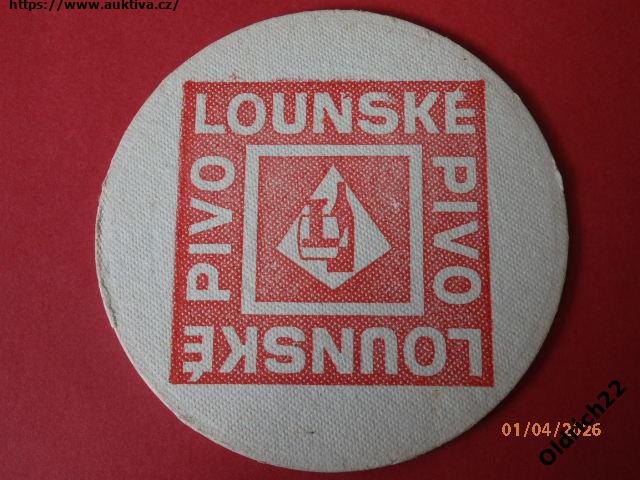 https://www.auktiva.cz/
LOUNSKÉ
PIVO
LOUNSKÉ
PIVO
01/04/2026
Oldrich22